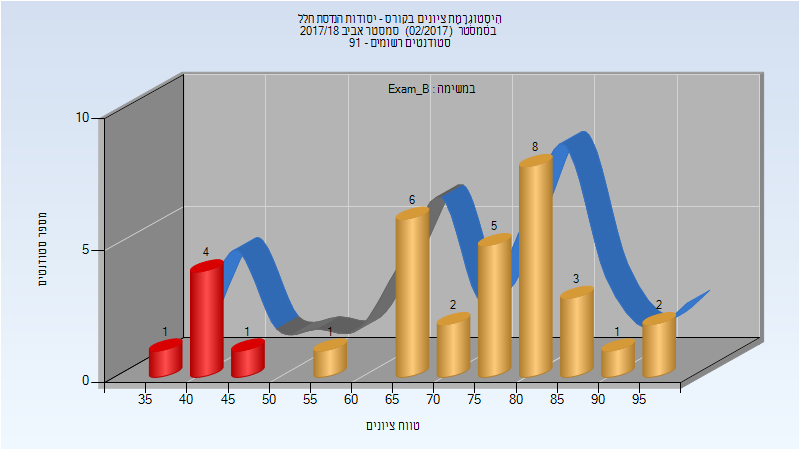 היסטוגרמת ציונים בקורס - יסודות הנדסת חלל
בסמסטר (02/2017) סמסטר אביב 2017/18
סטודנטים רשומים - 91
במשימה : Exam_B
מספר סטודנטים
10
5
0
1
4
1
1
6
2
5
8
3
1
2
35 40 45 50 55 60 65 70 75 80 85 90 95
טווח ציונים